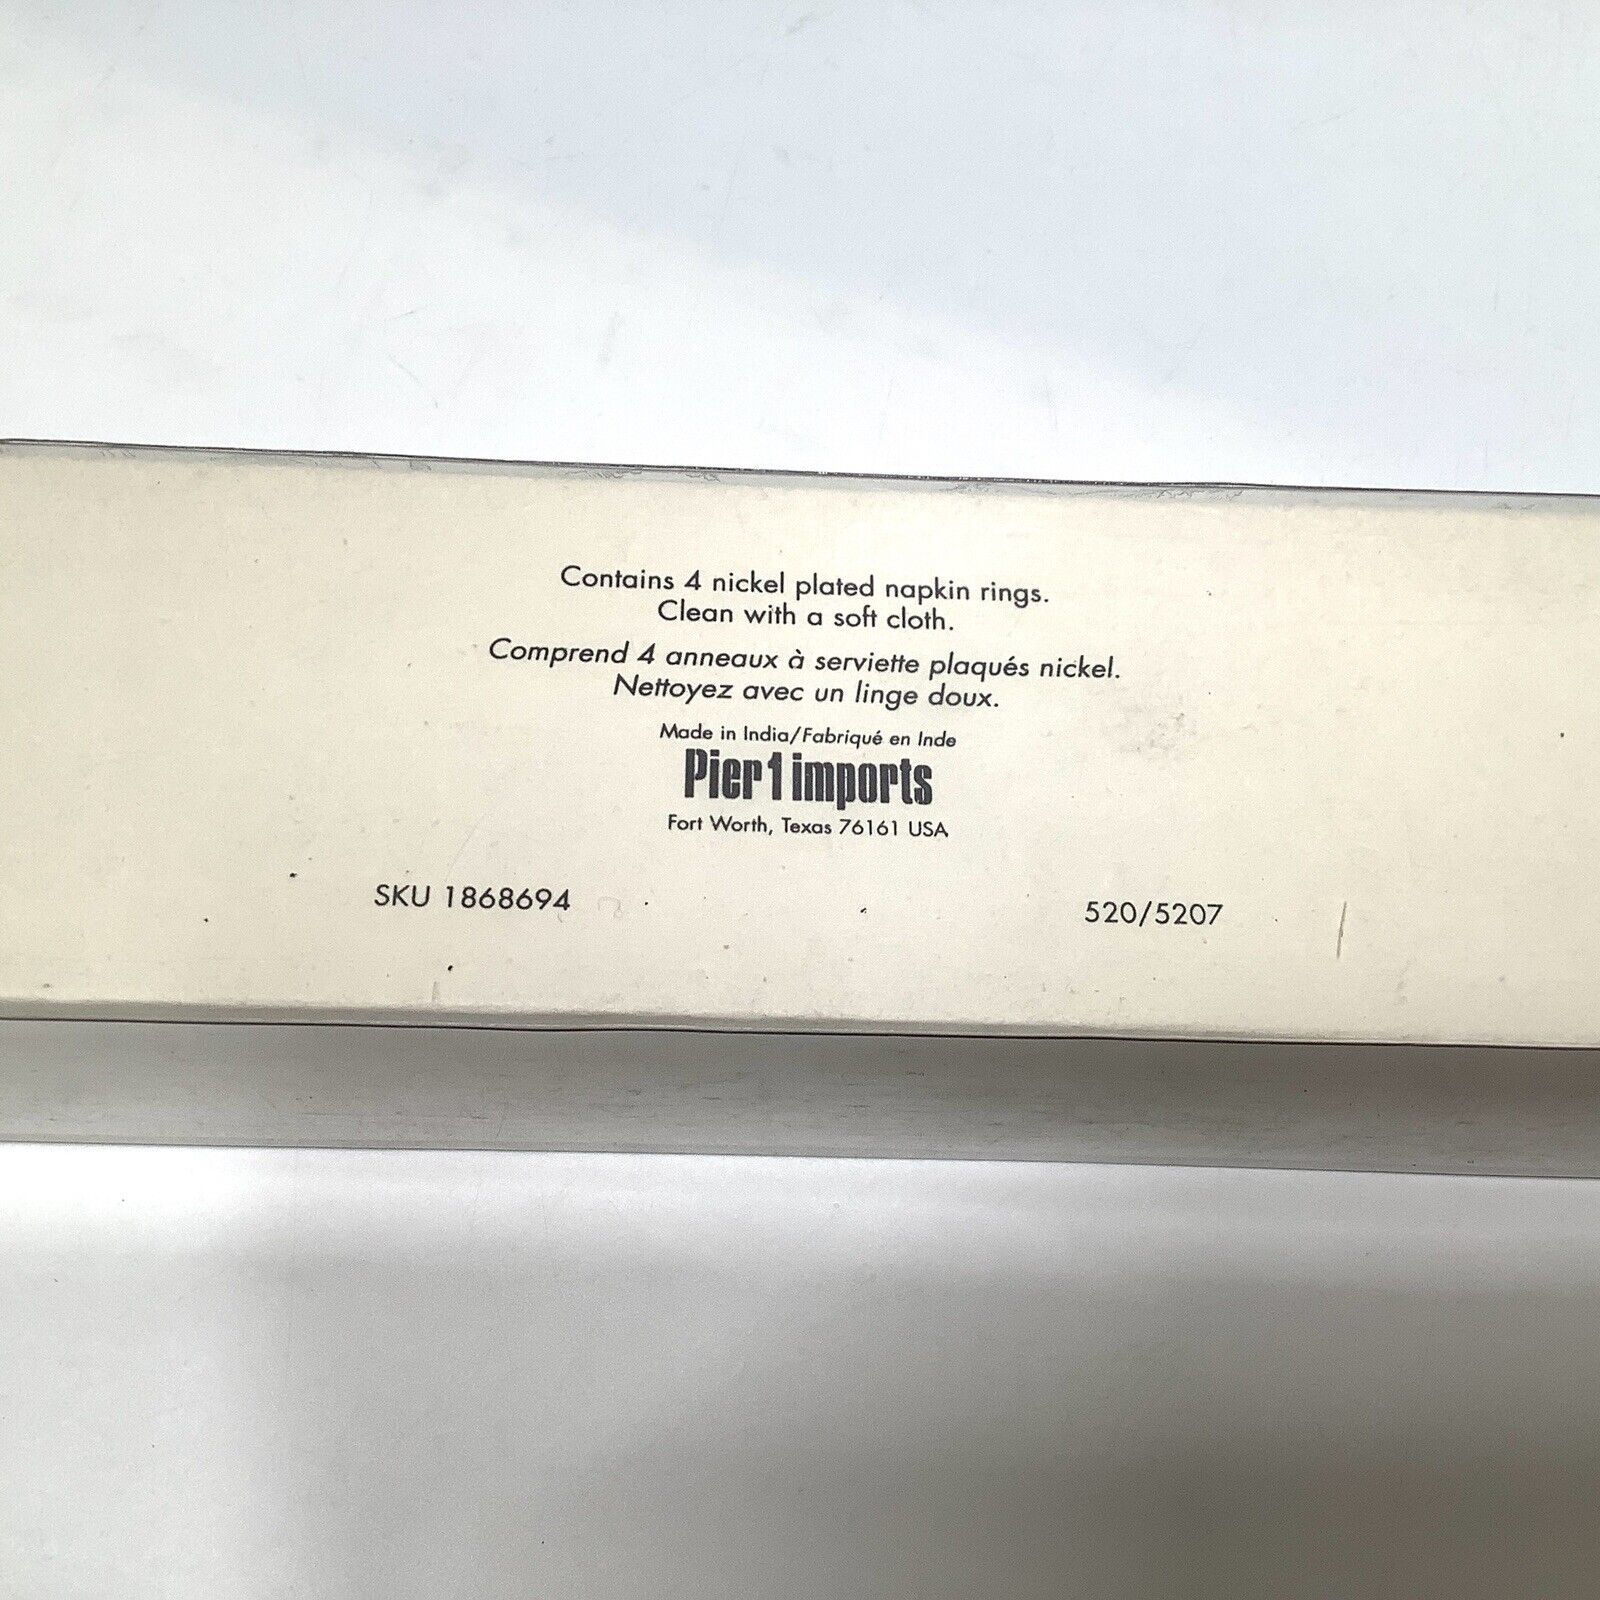 Contains 4 nickel plated napkin rings.
Clean with a soft cloth.
Comprend 4 anneaux à serviette plaqués nickel.
Nettoyez avec un linge doux.
Made in India/Fabriqué en Inde
Pier 1 imports
Fort Worth, Texas 76161 USA
SKU 1868694
520/5207